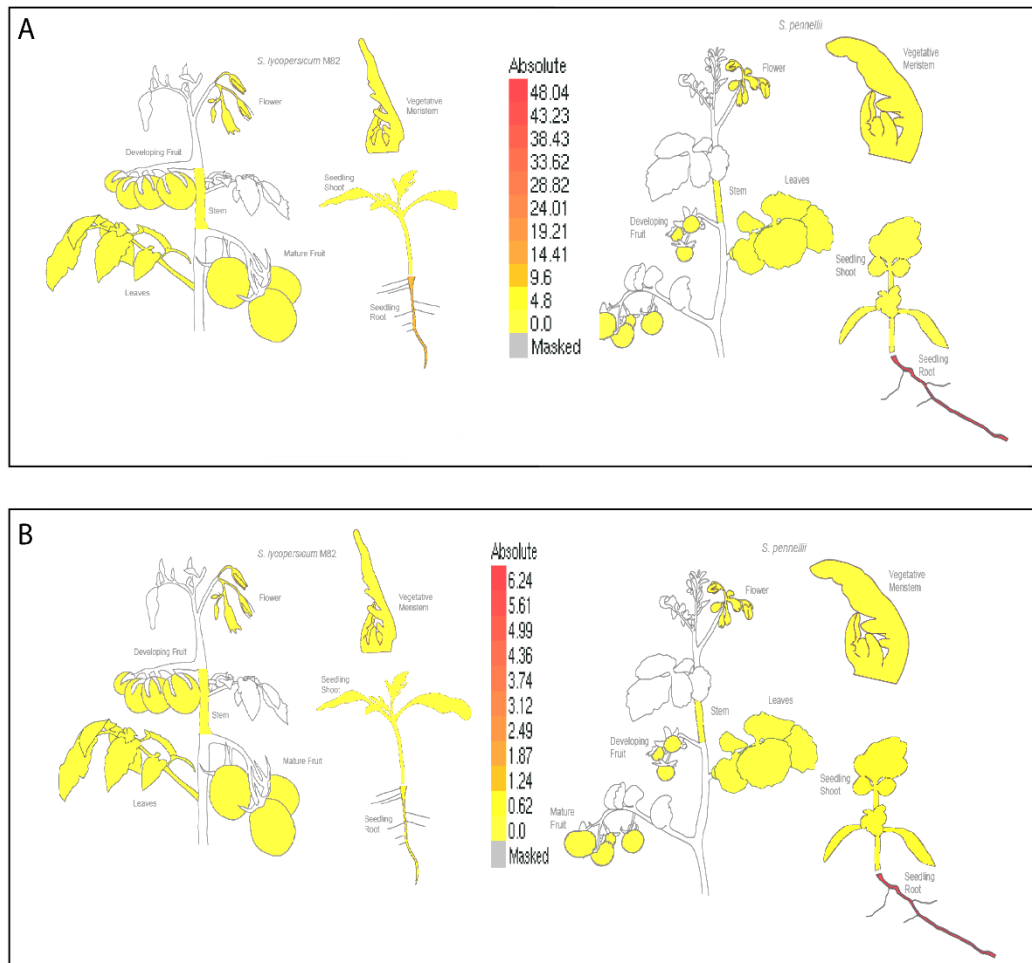 A
S. lycopersicum M82
Flower
Vegetative
Meristem
Developing Fruit
Seedling
Shoot
Stem
Mature Fruit
Leaves
Seedling
Root
Absolute
48.04
43.23
38.43
33.62
28.82
24.01
19.21
14.41
9.6
4.8
0.0
Masked
S. pennellii
Flower
Vegetative
Meristem
Leaves
Stem
Developing
Fruit
Seedling
Shoot
Seedling
Root
B
S. lycopersicum M82
Flower
Vegetative
Meristem
Developing Fruit
Seedling
Shoot
Stem
Mature Fruit
Leaves
Seedling
Root
Absolute
6.24
5.61
4.99
4.36
3.74
3.12
2.49
1.87
1.24
0.62
0.0
Masked
S. pennellii
Flower
Vegetative
Meristem
Leaves
Stem
Developing
Fruit
Seedling
Shoot
Mature
Fruit
Seedling
Root